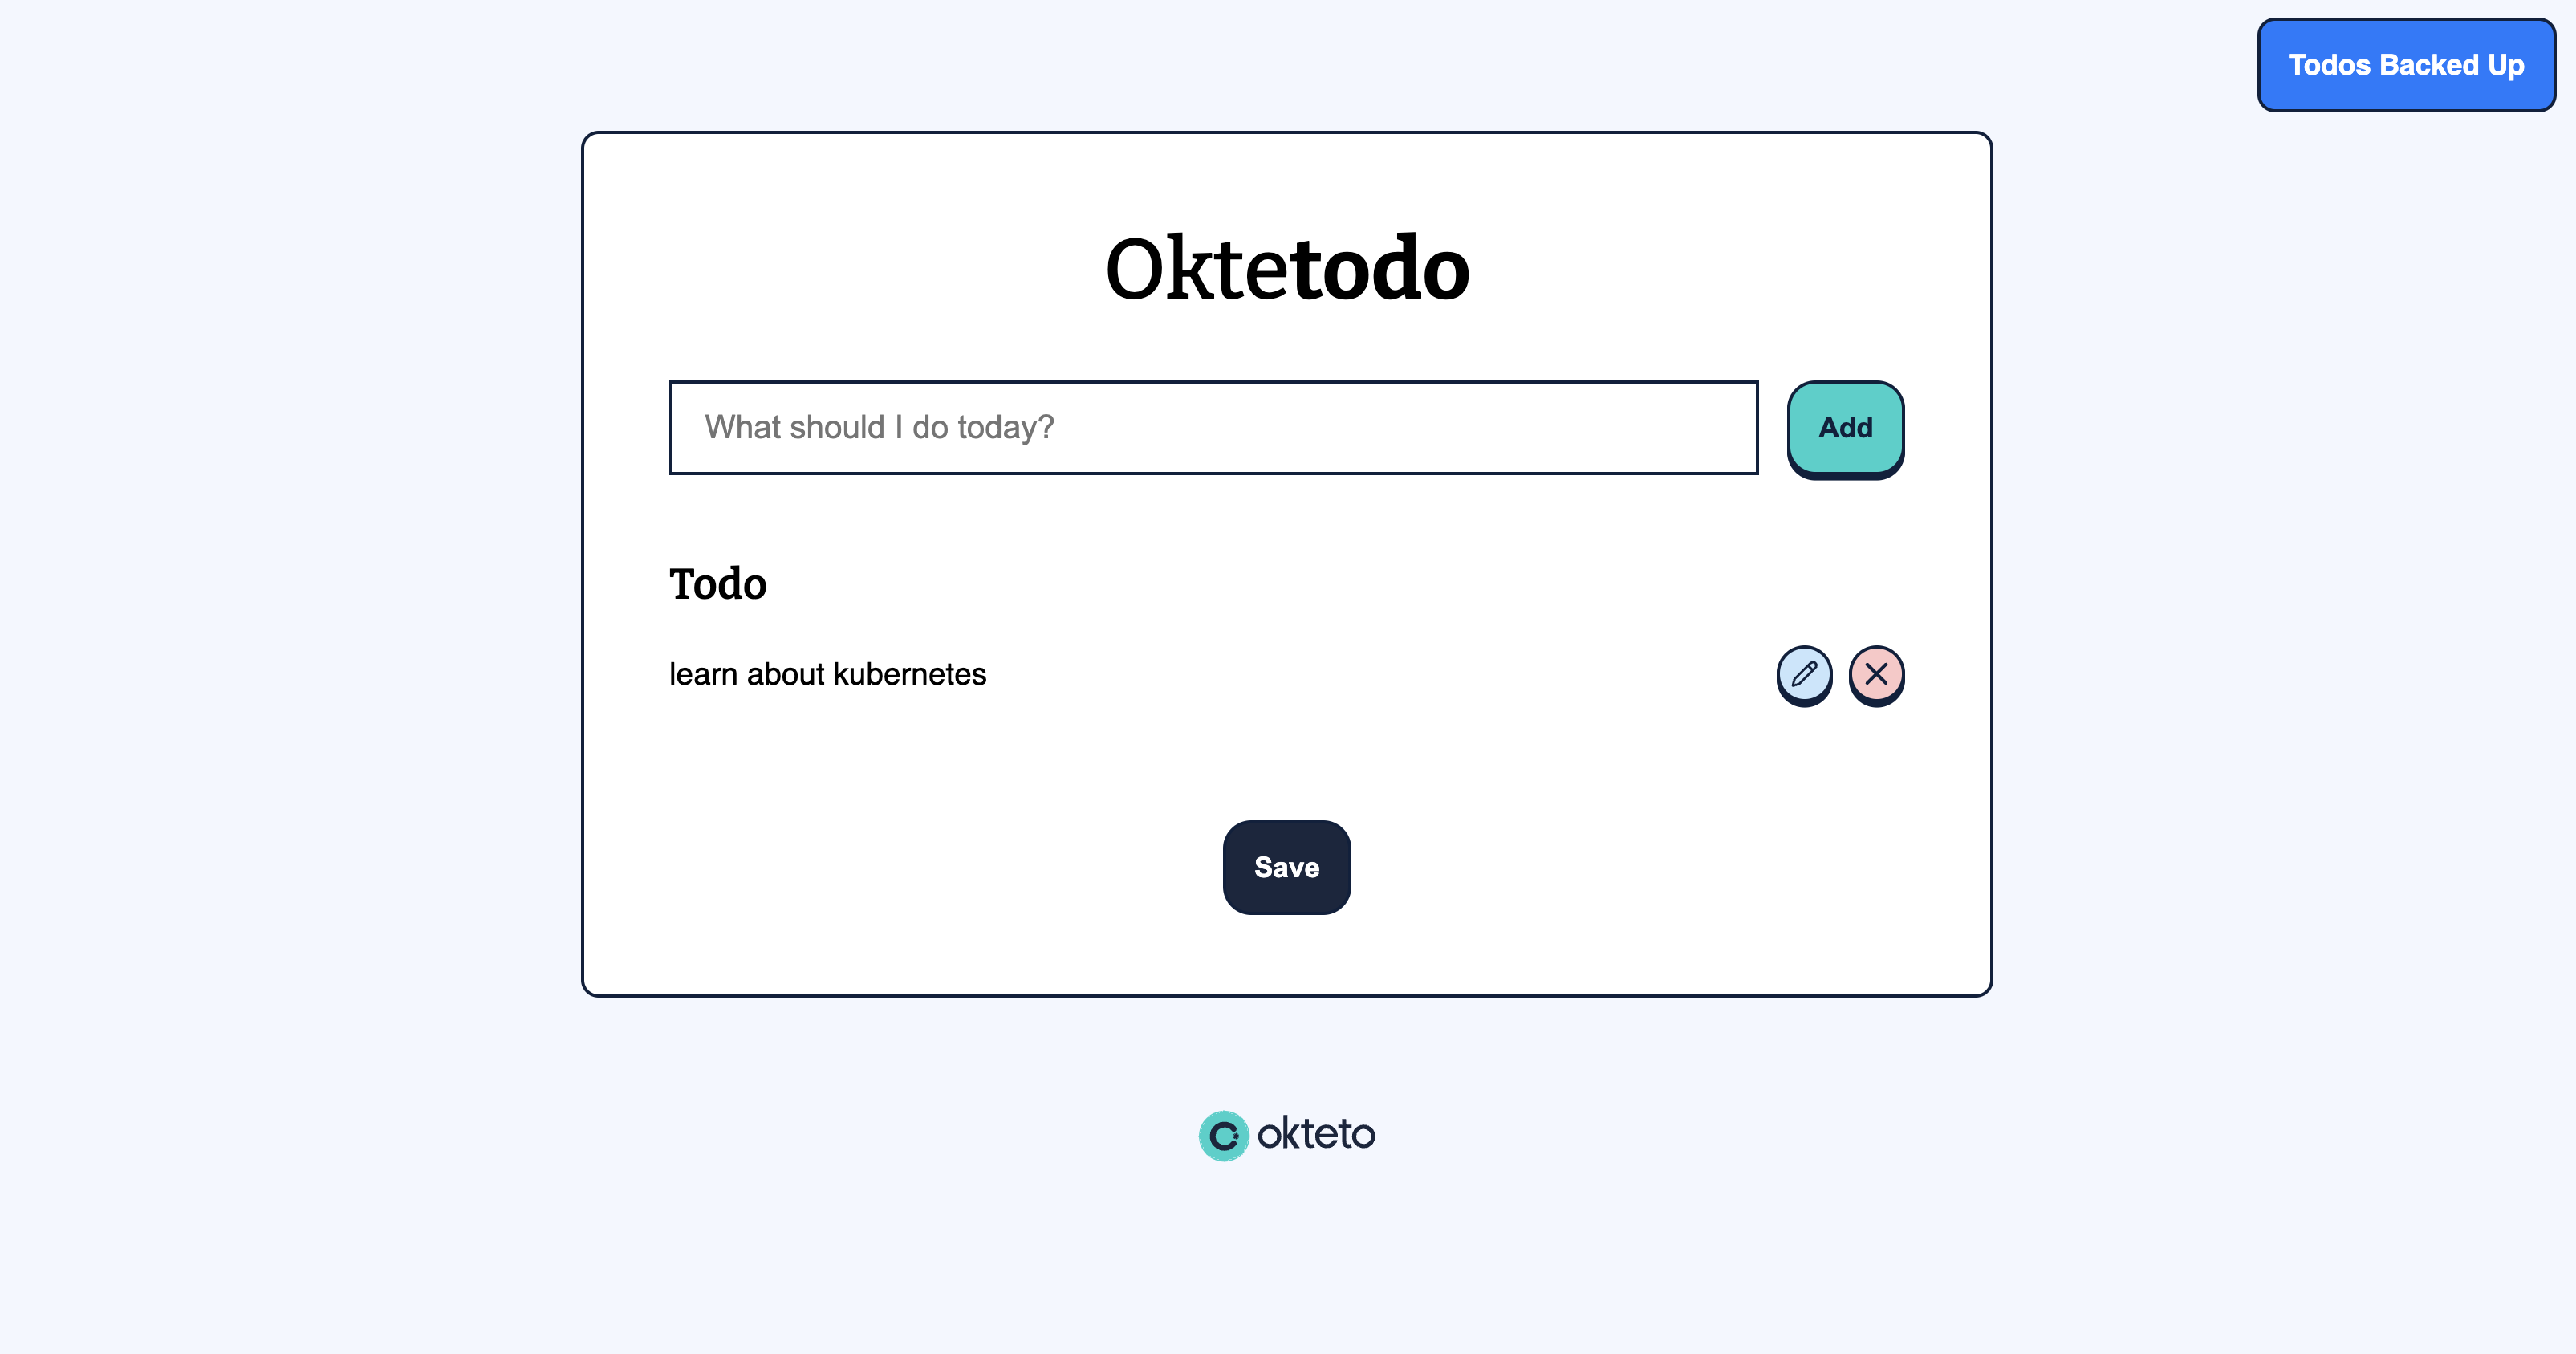 Todos Backed Up
Oktetodo
What should I do today?
Add
Todo
learn about kubernetes
Save
okteto